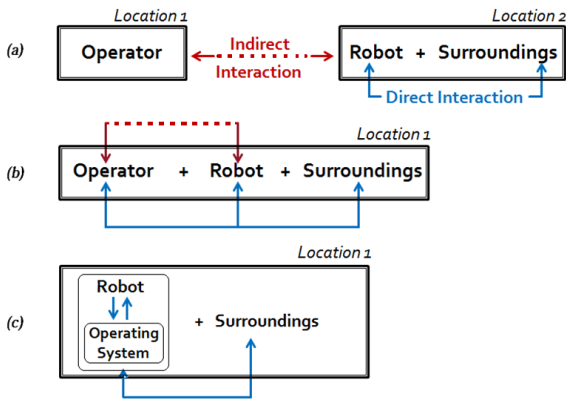 Location 1
Location 2
(a)
Operator
Indirect
Interaction
Robot + Surroundings
Direct Interaction
Location 1
(b)
Operator + Robot + Surroundings
Location 1
(c)
Robot
Operating
System
+ Surroundings